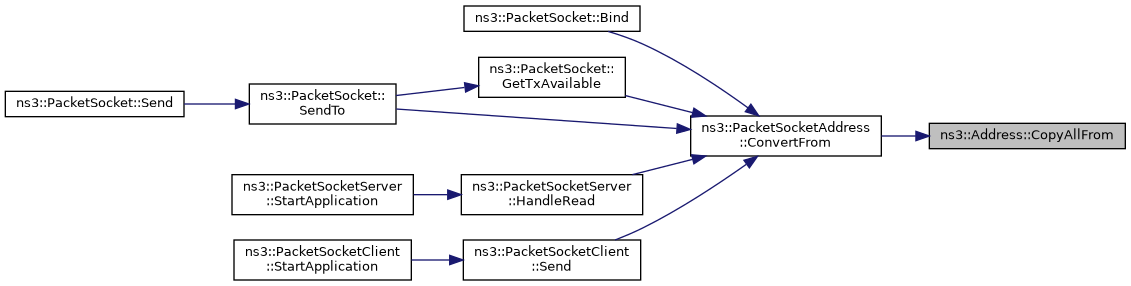 ns3::PacketSocket::Bind
ns3::PacketSocket::
GetTxAvailable
ns3::PacketSocket::Send
ns3::PacketSocket::
SendTo
ns3::PacketSocketAddress
::ConvertFrom
ns3::Address::CopyAllFrom
ns3::PacketSocketServer
::StartApplication
ns3::PacketSocketServer
::HandleRead
ns3::PacketSocketClient
::StartApplication
ns3::PacketSocketClient
::Send